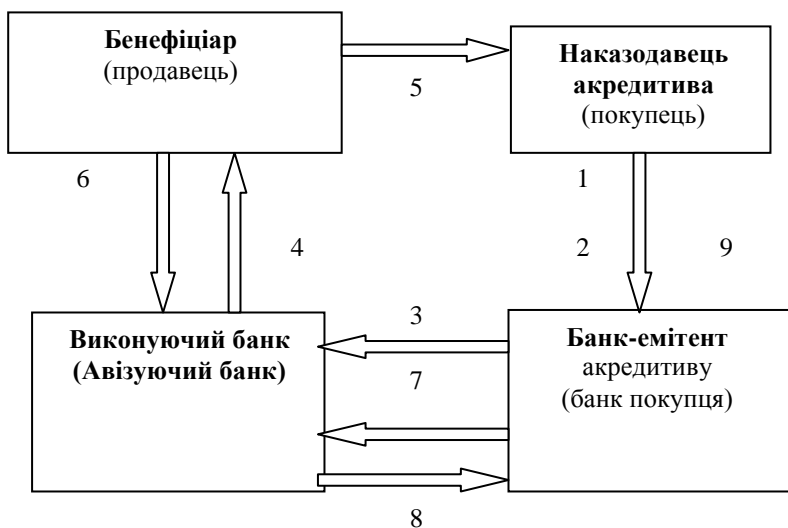 Бенефіціар
(продавець)
5
Наказодавець
акредитива
(покупець)
6
4
1
2
9
3
Виконуючий банк
(Авізуючий банк)
7
Банк-емітент
акредитиву
(банк покупця)
8